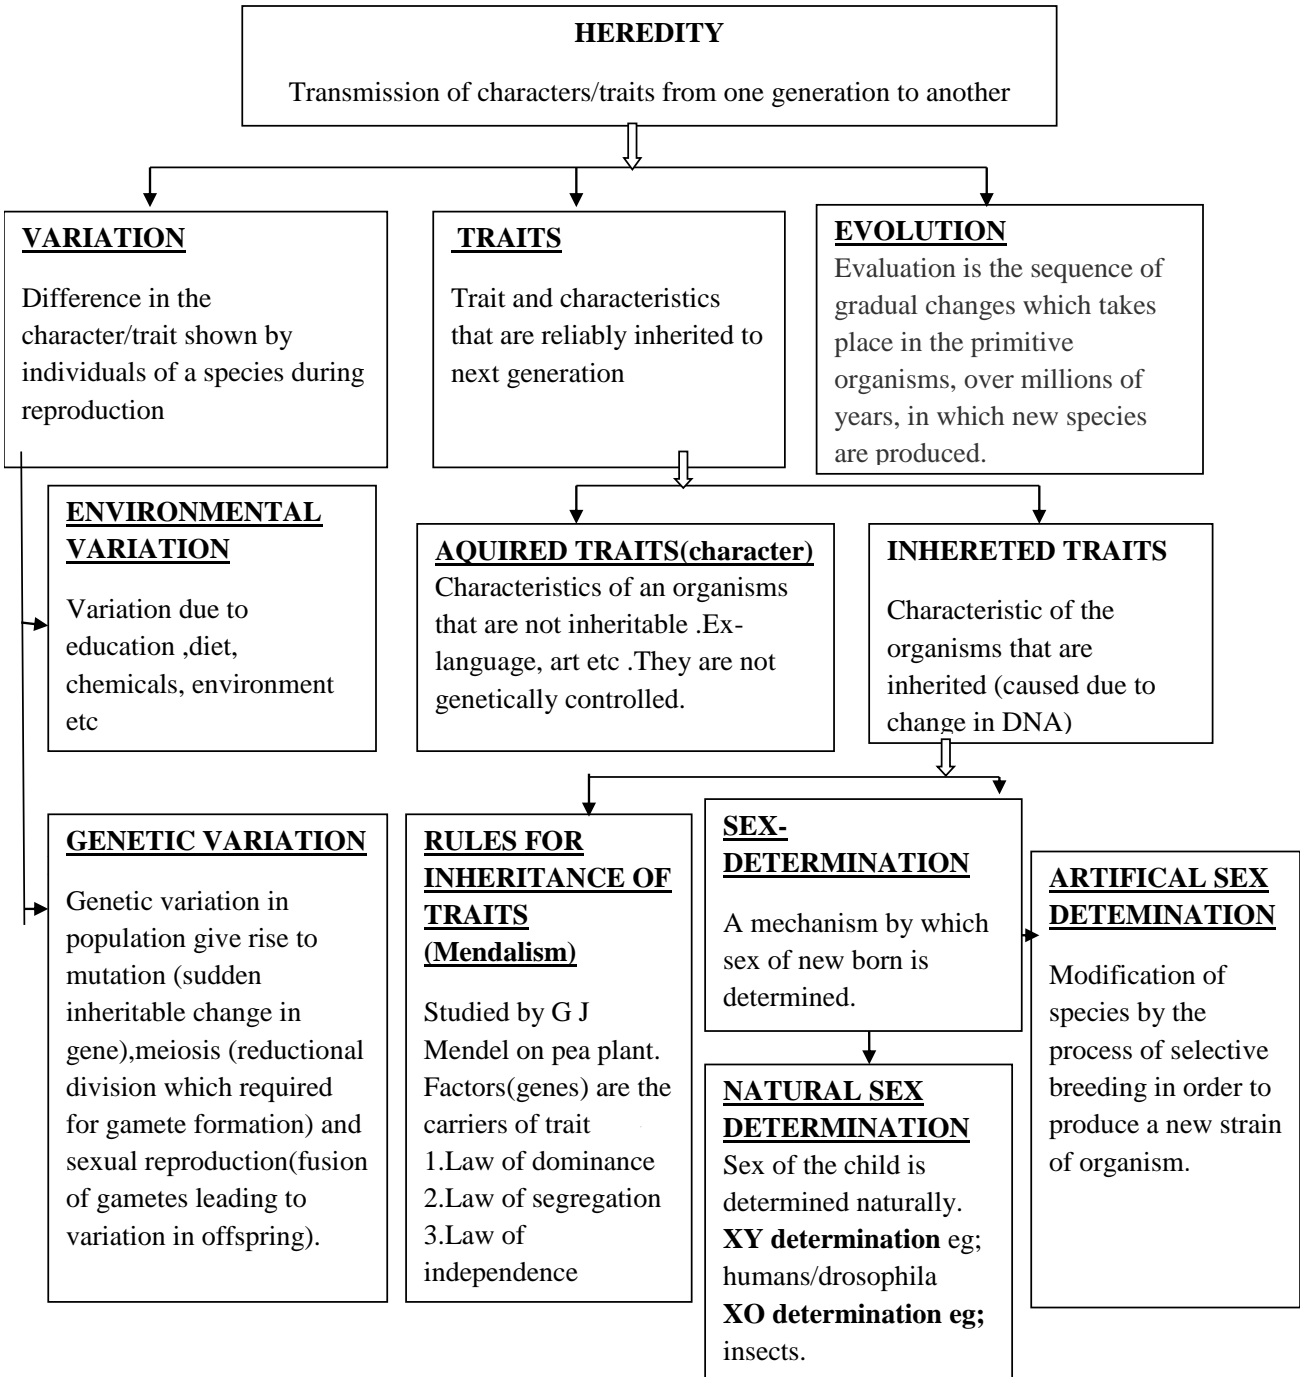 HEREDITY
Transmission of characters/traits from one generation to another
VARIATION
Difference in the
character/trait shown by
individuals of a species during
reproduction
TRAITS
Trait and characteristics
that are reliably inherited to
next generation
EVOLUTION
Evaluation is the sequence of
gradual changes which takes
place in the primitive
organisms, over millions of
years, in which new species
are produced.
ENVIRONMENTAL
VARIATION
Variation due to
education ,diet,
chemicals, environment
etc
AQUIRED TRAITS(character)
Characteristics of an organisms
that are not inheritable .Ex-
language, art etc .They are not
genetically controlled.
INHERETED TRAITS
Characteristic of the
organisms that are
inherited (caused due to
change in DNA)
GENETIC VARIATION
Genetic variation in
population give rise to
mutation (sudden
inheritable change in
gene),meiosis (reductional
division which required
for gamete formation) and
sexual reproduction(fusion
of gametes leading to
variation in offspring).
RULES FOR
INHERITANCE OF
TRAITS
(Mendalism)
Studied by G J
Mendel on pea plant.
Factors(genes) are the
carriers of trait
1.Law of dominance
2.Law of segregation
3.Law of
independence
SEX-
DETERMINATION
A mechanism by which
sex of new born is
determined.
NATURAL SEX
DETERMINATION
Sex of the child is
determined naturally.
XY determination eg;
humans/drosophila
XO determination eg;
insects.
ARTIFICAL SEX
DETEMINATION
Modification of
species by the
process of selective
breeding in order to
produce a new strain
of organism.